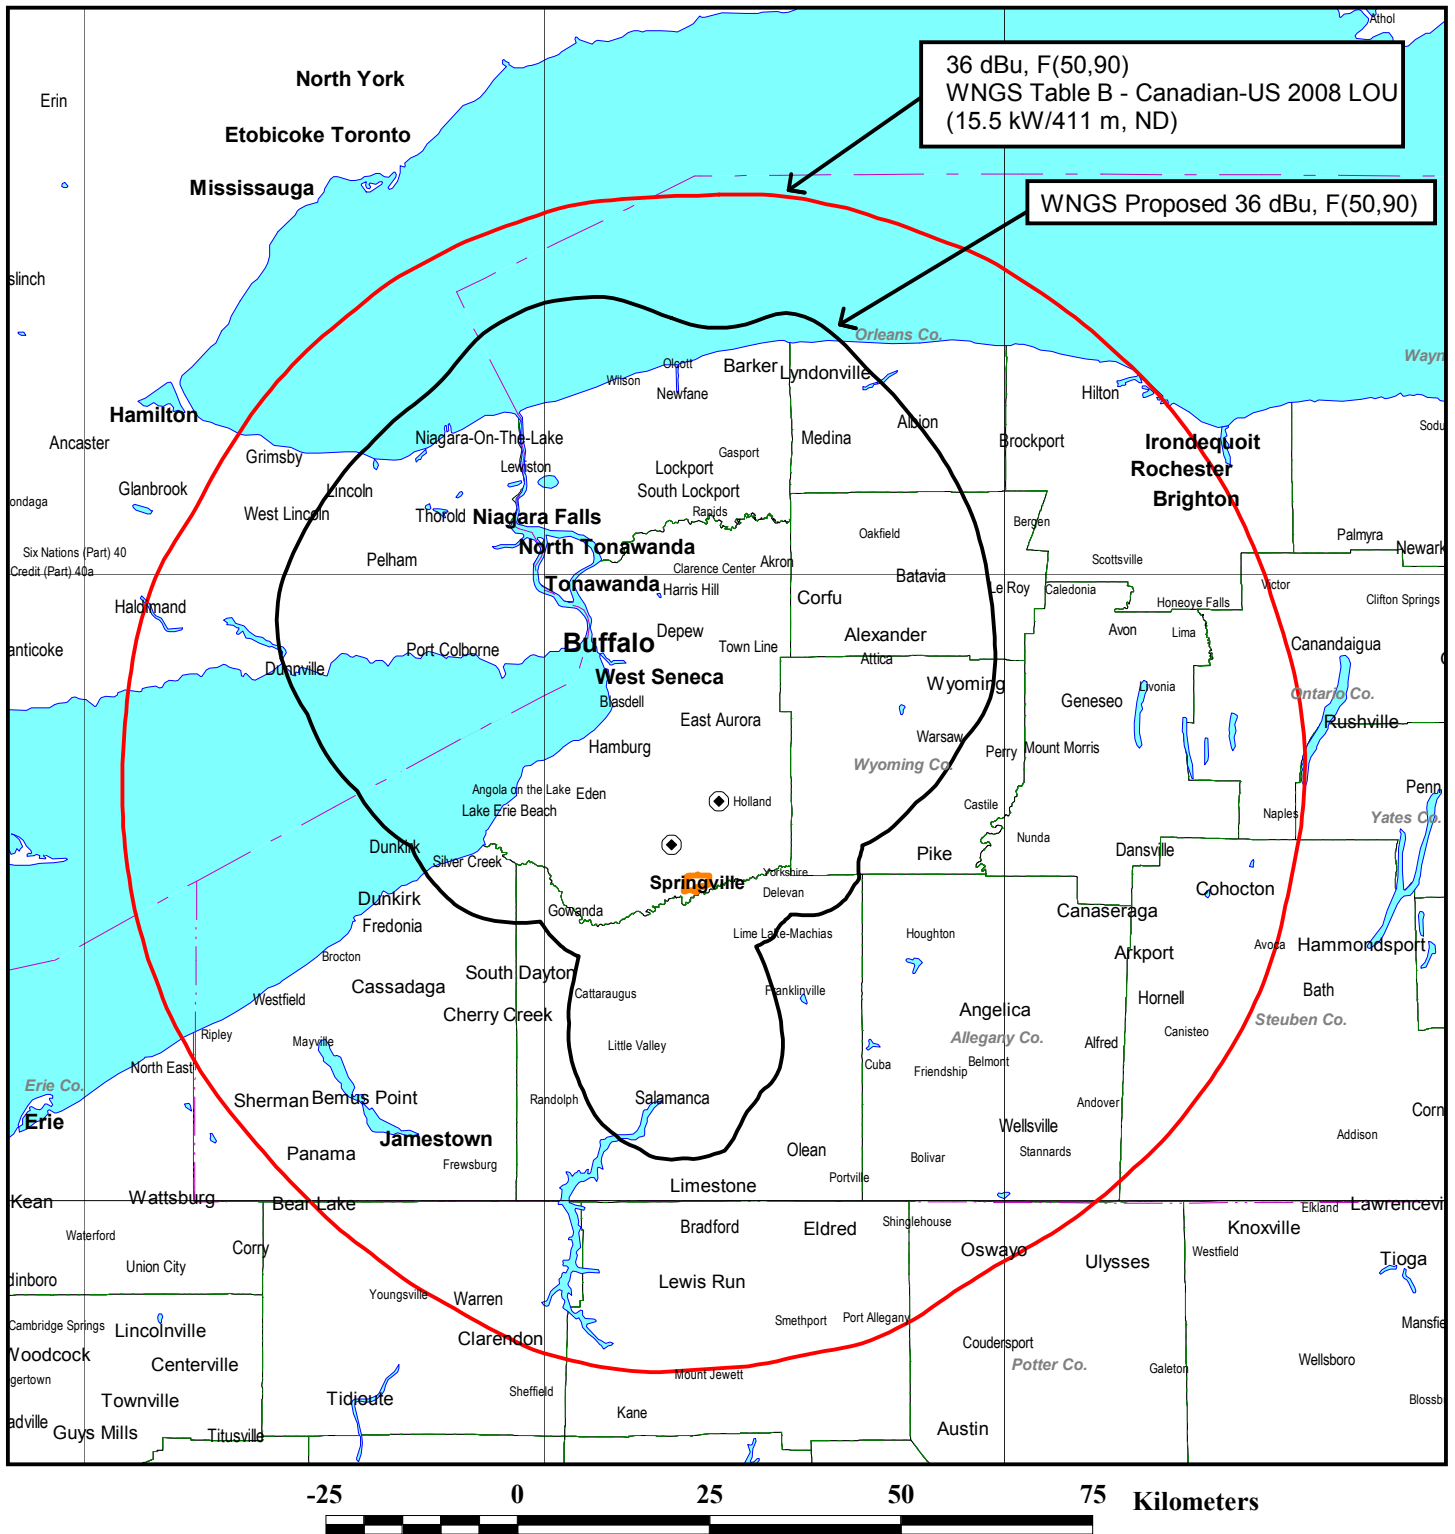 Athol
36 dBu, F(50,90)
WNGS Table B - Canadian-US 2008 LOU
(15.5 kW/411 m, ND)
North York
Erin
Etobicoke Toronto
Mississauga
WNGS Proposed 36 dBu, F(50,90)
slinch
Orleans Co.
Wayn
Olcott
Barker
Lyndonville
Wilson
Newfane
Hilton
Hamilton
Albion
Sodu
Ancaster
Niagara-On-The-Lake
Medina
Brockport
Irondequoit
Grimsby
Gasport
Lewiston
Lockport
Rochester
Glanbrook
Lincoln
South Lockport
Brighton
ondaga
West Lincoln
Thorold
Niagara Falls
Rapids
Bergen
Oakfield
Palmyra
Six Nations (Part) 40
North Tonawanda
Newark
Pelham
Akron
Scottsville
Credit (Part) 40a
Clarence Center
Batavia
Tonawanda
Harris Hill
Le Roy
Caledonia
Victor
Corfu
Clifton Springs
Haldimand
Honeoye Falls
Depew
Alexander
Avon
Lima
Buffalo
Town Line
Canandaigua
anticoke
Port Colborne
Attica
Dunnville
West Seneca
Wyoming
Livonia
Ontario Co.
Blasdell
Geneseo
East Aurora
Rushville
Hamburg
Warsaw
Perry
Mount Morris
Wyoming Co.
Angola on the Lake
Eden
Penn
Holland
Castile
Lake Erie Beach
Naples
Yates Co.
Nunda
Dunkirk
Silver Creek
Pike
Dansville
Yorkshire
Springville
Delevan
Cohocton
Dunkirk
Gowanda
Canaseraga
Fredonia
Lime Lake-Machias
Houghton
Avoca
Hammondsport
Brocton
Arkport
South Dayton
Cassadaga
Cattaraugus
Franklinville
Bath
Westfield
Hornell
Cherry Creek
Angelica
Steuben Co.
Ripley
Mayville
Little Valley
Allegany Co.
Alfred
Canisteo
North East
Cuba
Belmont
Friendship
Erie Co.
Sherman
Bemus Point
Randolph
Salamanca
Andover
Corn
Erie
Jamestown
Wellsville
Addison
Panama
Olean
Stannards
Frewsburg
Bolivar
Portville
Limestone
Kean
Wattsburg
Bear Lake
Elkland
Lawrencevi
Waterford
Bradford
Eldred
Shinglehouse
Knoxville
Corry
Oswayo
Westfield
Union City
Ulysses
Tioga
dinboro
Lewis Run
Youngsville
Warren
Cambridge Springs
Lincolnville
Smethport
Port Allegany
Mansfie
Clarendon
Coudersport
Woodcock
Centerville
Potter Co.
Galeton
Wellsboro
gertown
Mount Jewett
Townville
Tidioute
Sheffield
Blossb
adville
Kane
Guys Mills
Titusville
Austin
-25 0 25 50 75 Kilometers